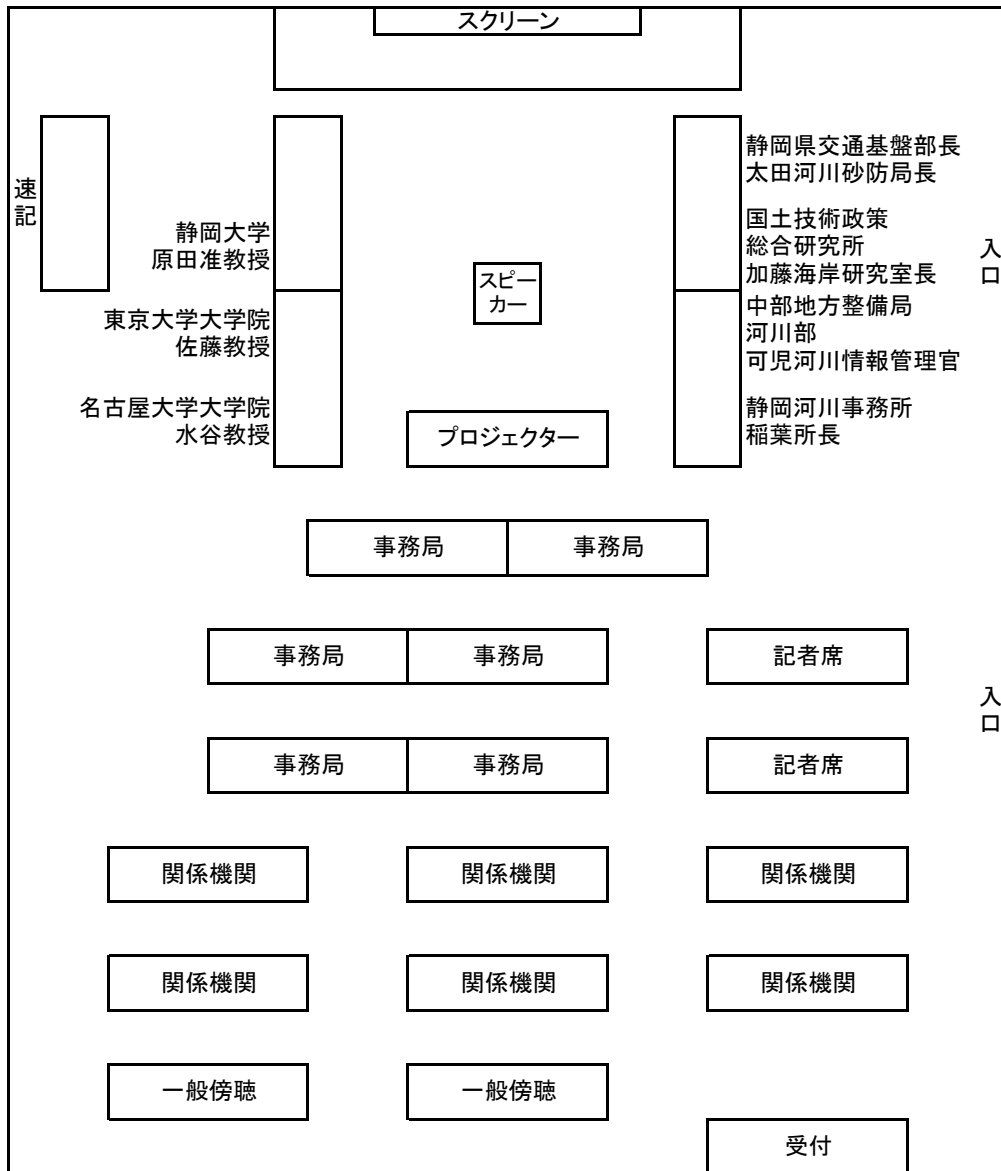 スクリーン
速
記
静岡大学
原田准教授
東京大学大学院
佐藤教授
名古屋大学大学院
水谷教授
スピー
カー
プロジェクター
静岡県交通基盤部長
太田河川砂防局長
国土技術政策
総合研究所
加藤海岸研究室長
中部地方整備局
河川部
可児河川情報管理官
静岡河川事務所
稲葉所長
入
口
事務局 事務局
事務局 事務局 記者席
入
口
事務局 事務局 記者席
関係機関 関係機関 関係機関
関係機関 関係機関 関係機関
一般傍聴 一般傍聴
受付